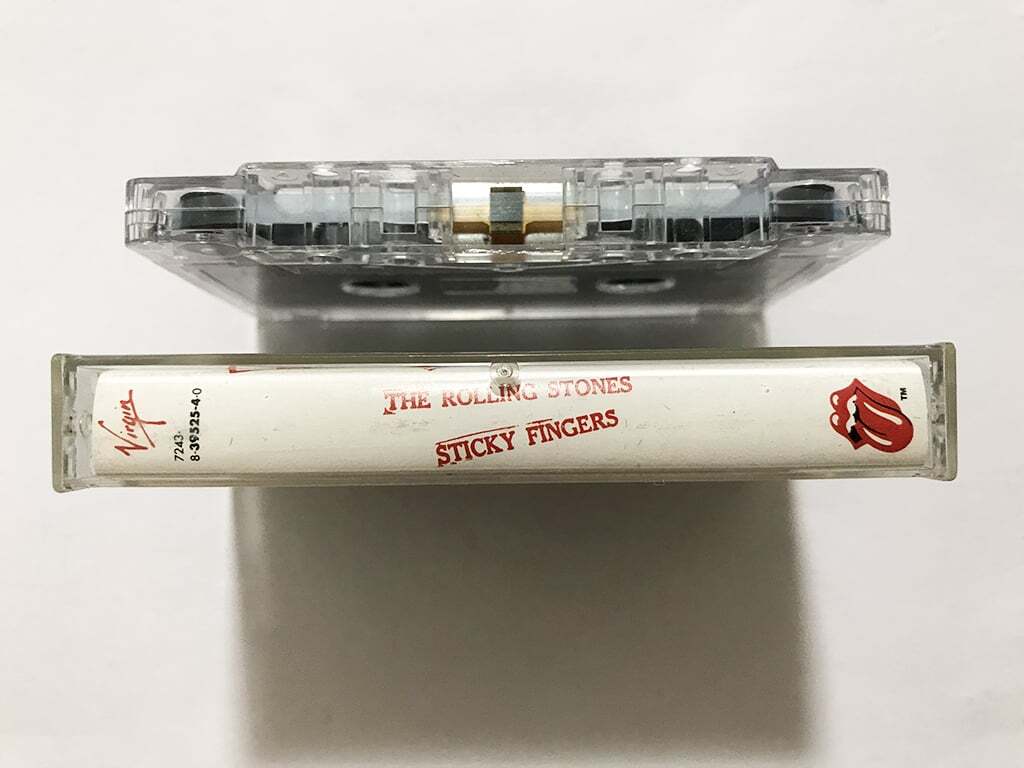 Virgin
7243-
8-39525-4-0
THE ROLLING STONES
STICKY FINGERS
TM